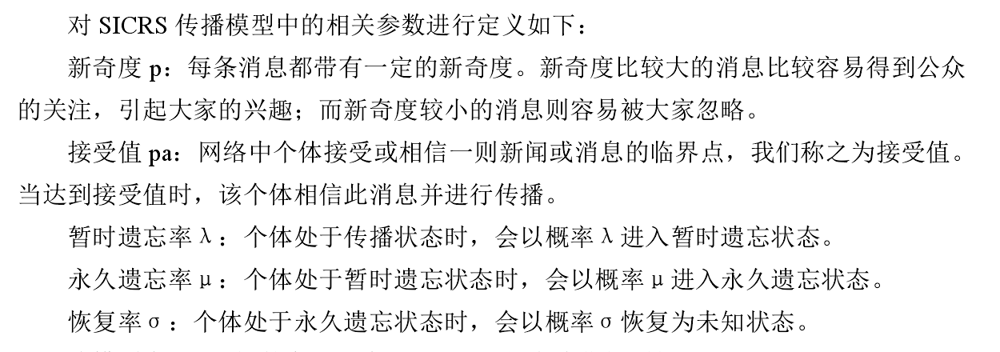 对 SICRS 传播模型中的相关参数进行定义如下：
新奇度 p：每条消息都带有一定的新奇度。新奇度比较大的消息比较容易得到公众
的关注，引起大家的兴趣；而新奇度较小的消息则容易被大家忽略。
接受值 pa：网络中个体接受或相信一则新闻或消息的临界点，我们称之为接受值。
当达到接受值时，该个体相信此消息并进行传播。
暂时遗忘率 λ：个体处于传播状态时，会以概率 λ 进入暂时遗忘状态。
永久遗忘率 μ：个体处于暂时遗忘状态时，会以概率 μ 进入永久遗忘状态。
恢复率 σ：个体处于永久遗忘状态时，会以概率 σ 恢复为未知状态。